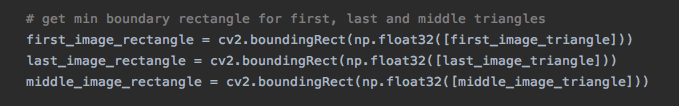 # get min boundary rectangle for first, last and middle triangles
first_image_rectangle = cv2.boundingRect(np.float32([first_image_triangle]))
last_image_rectangle = cv2.boundingRect(np.float32([last_image_triangle]))
middle_image_rectangle = cv2.boundingRect(np.float32([middle_image_triangle]))